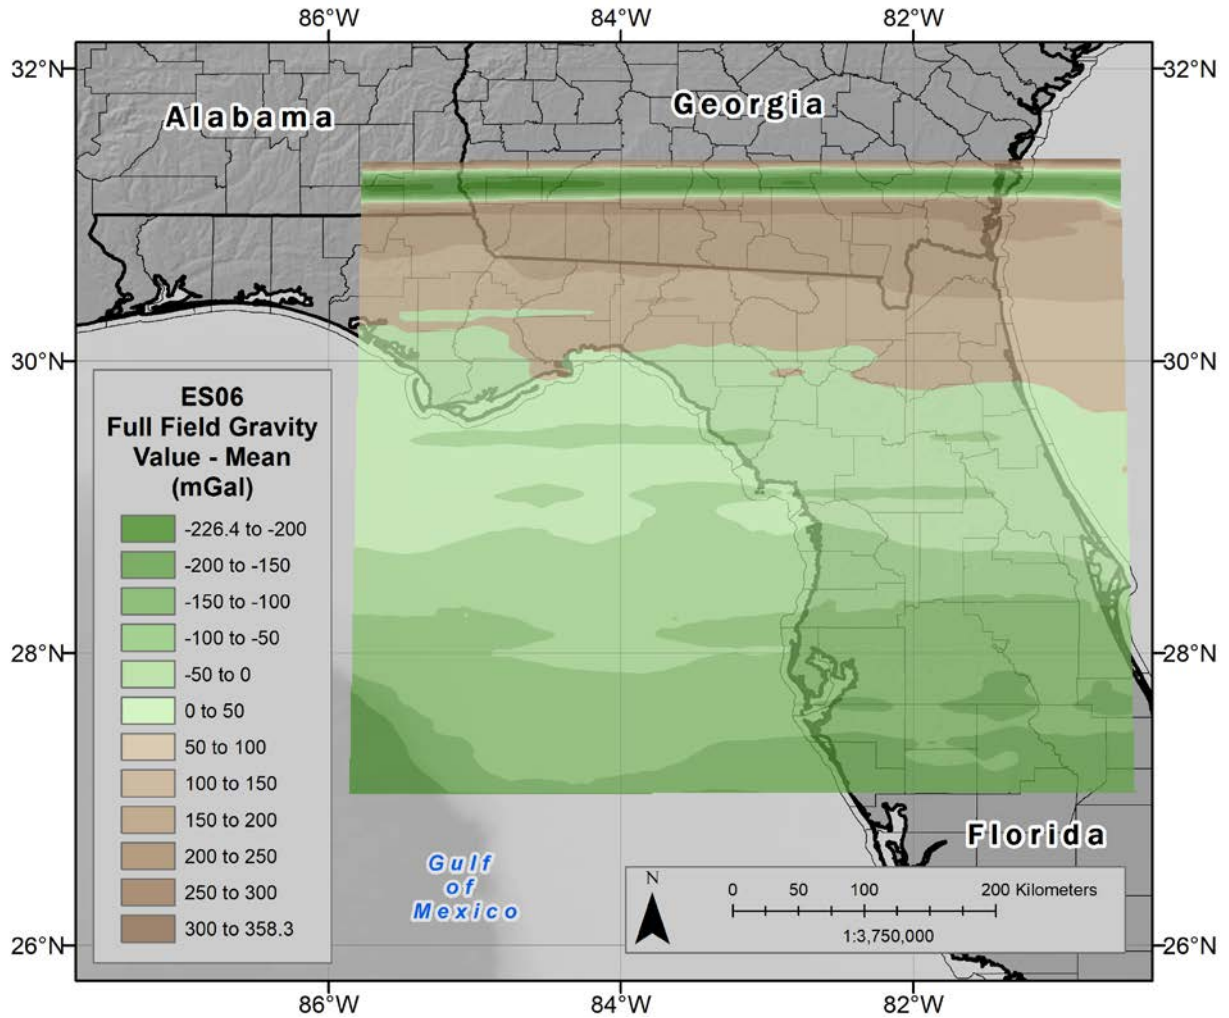 86°W 84°W 82°W
32°N 32°N
Alabama
Georgia
30°N 30°N
ES06
Full Field Gravity
Value - Mean
(mGal)
-226.4 to -200
-200 to -150
-150 to -100
-100 to -50
-50 to 0
0 to 50
50 to 100
100 to 150
150 to 200
200 to 250
250 to 300
300 to 358.3
28°N 28°N
Florida
Gulf
of
Mexico
N
0 50 100 200 Kilometers
1:3,750,000
26°N 26°N
86°W 84°W 82°W